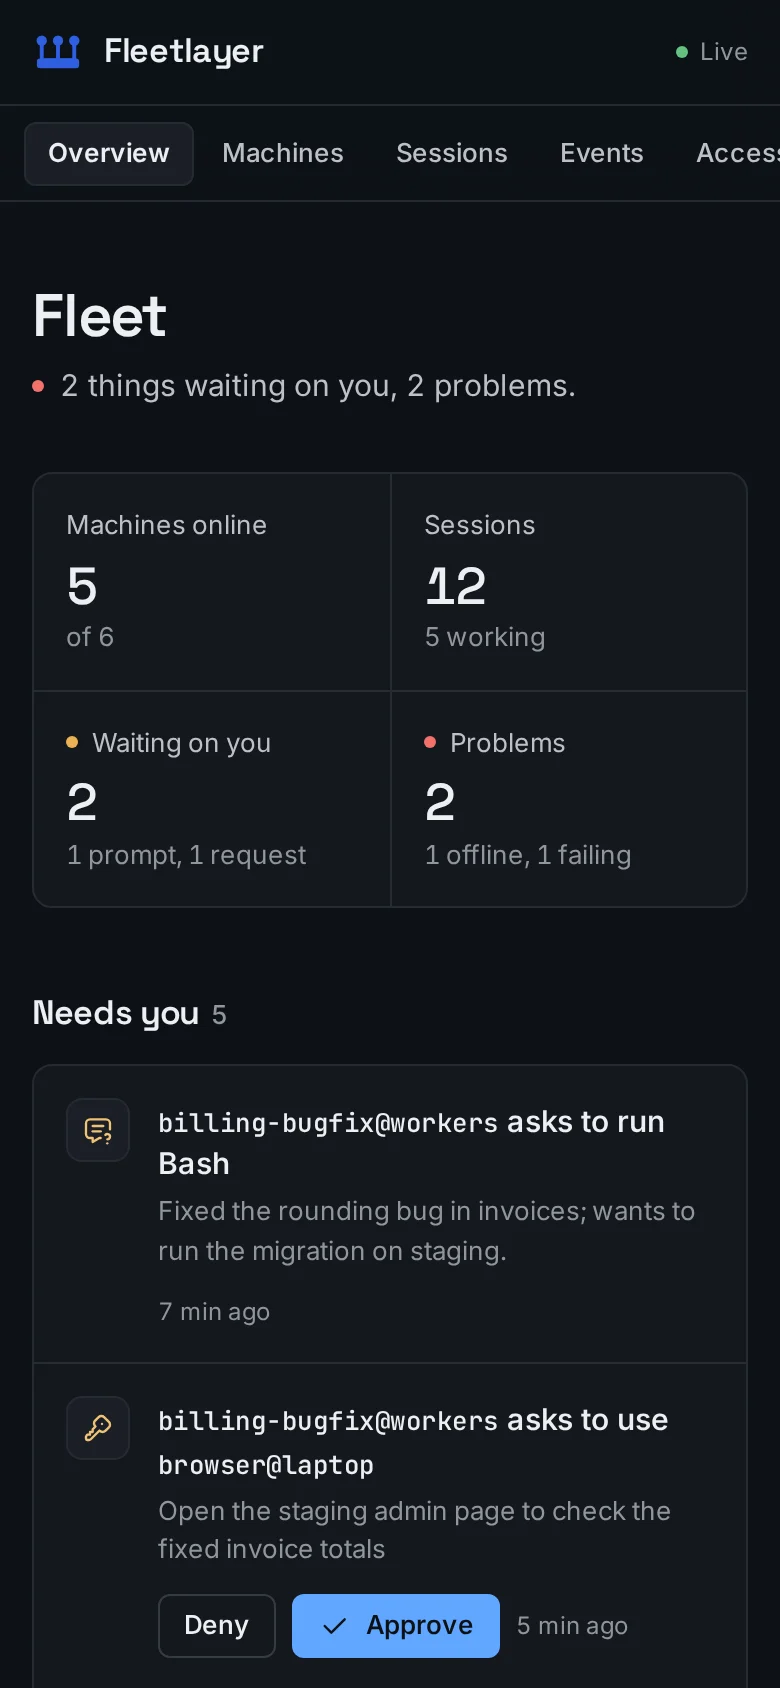 Fleetlayer
Live
Overview Machines Sessions Events Access
Fleet
2 things waiting on you, 2 problems.
Machines online
5
of 6
Sessions
12
5 working
Waiting on you
2
1 prompt, 1 request
Problems
2
1 offline, 1 failing
Needs you 5
billing-bugfix@workers asks to run
Bash
Fixed the rounding bug in invoices; wants to
run the migration on staging.
7 min ago
billing-bugfix@workers asks to use
browser@laptop
Open the staging admin page to check the
fixed invoice totals
Deny Approve 5 min ago